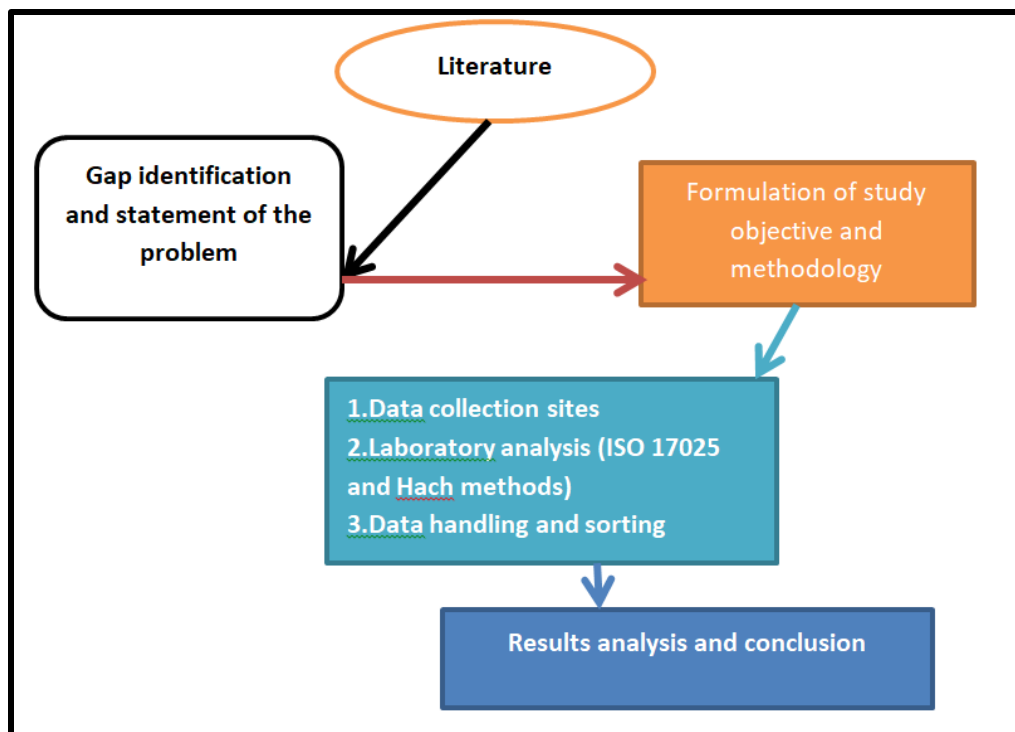 Literature
Gap identification
and statement of the
problem
Formulation of study
objective and
methodology
1.Data collection sites
2.Laboratory analysis (ISO 17025
and Hach methods)
3.Data handling and sorting
Results analysis and conclusion